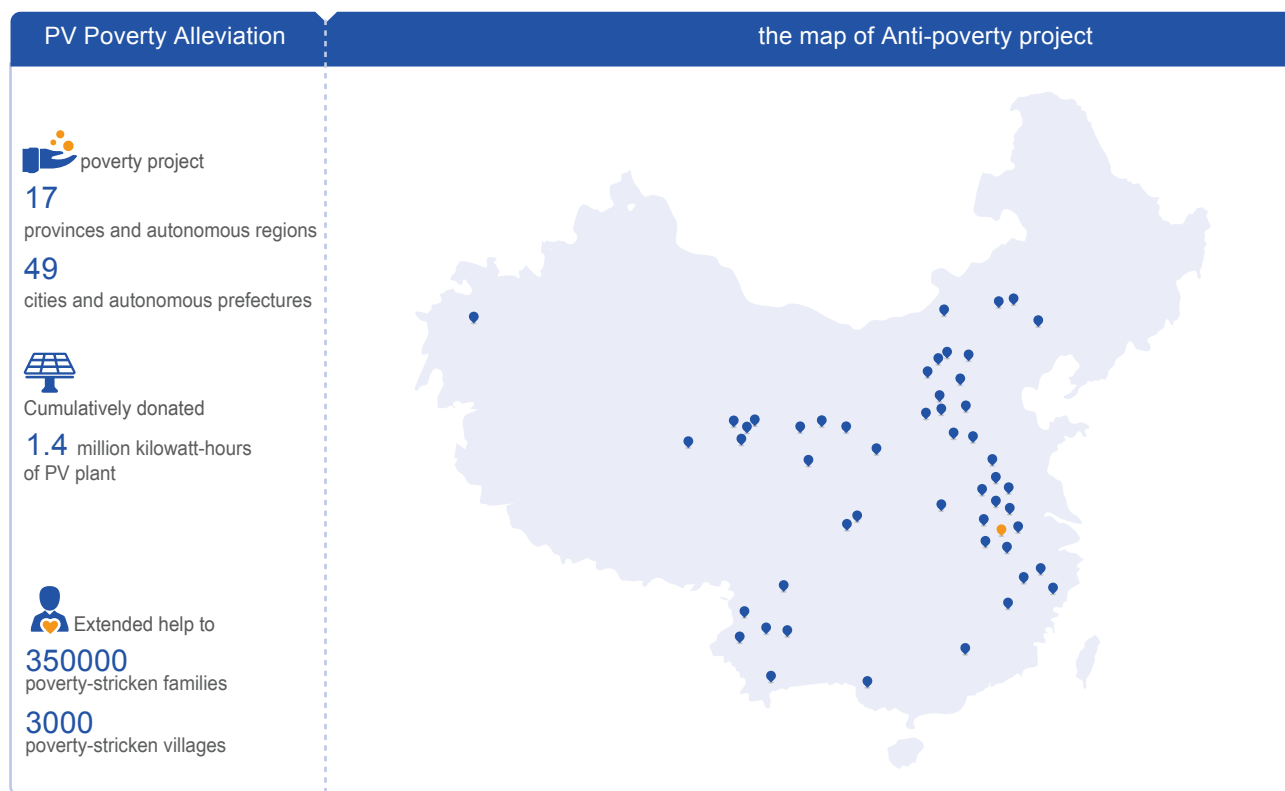 PV Poverty Alleviation
the map of Anti-poverty project
poverty project
17
provinces and autonomous regions
49
cities and autonomous prefectures
Cumulatively donated
1.4 million kilowatt-hours
of PV plant
Extended help to
350000
poverty-stricken families
3000
poverty-stricken villages